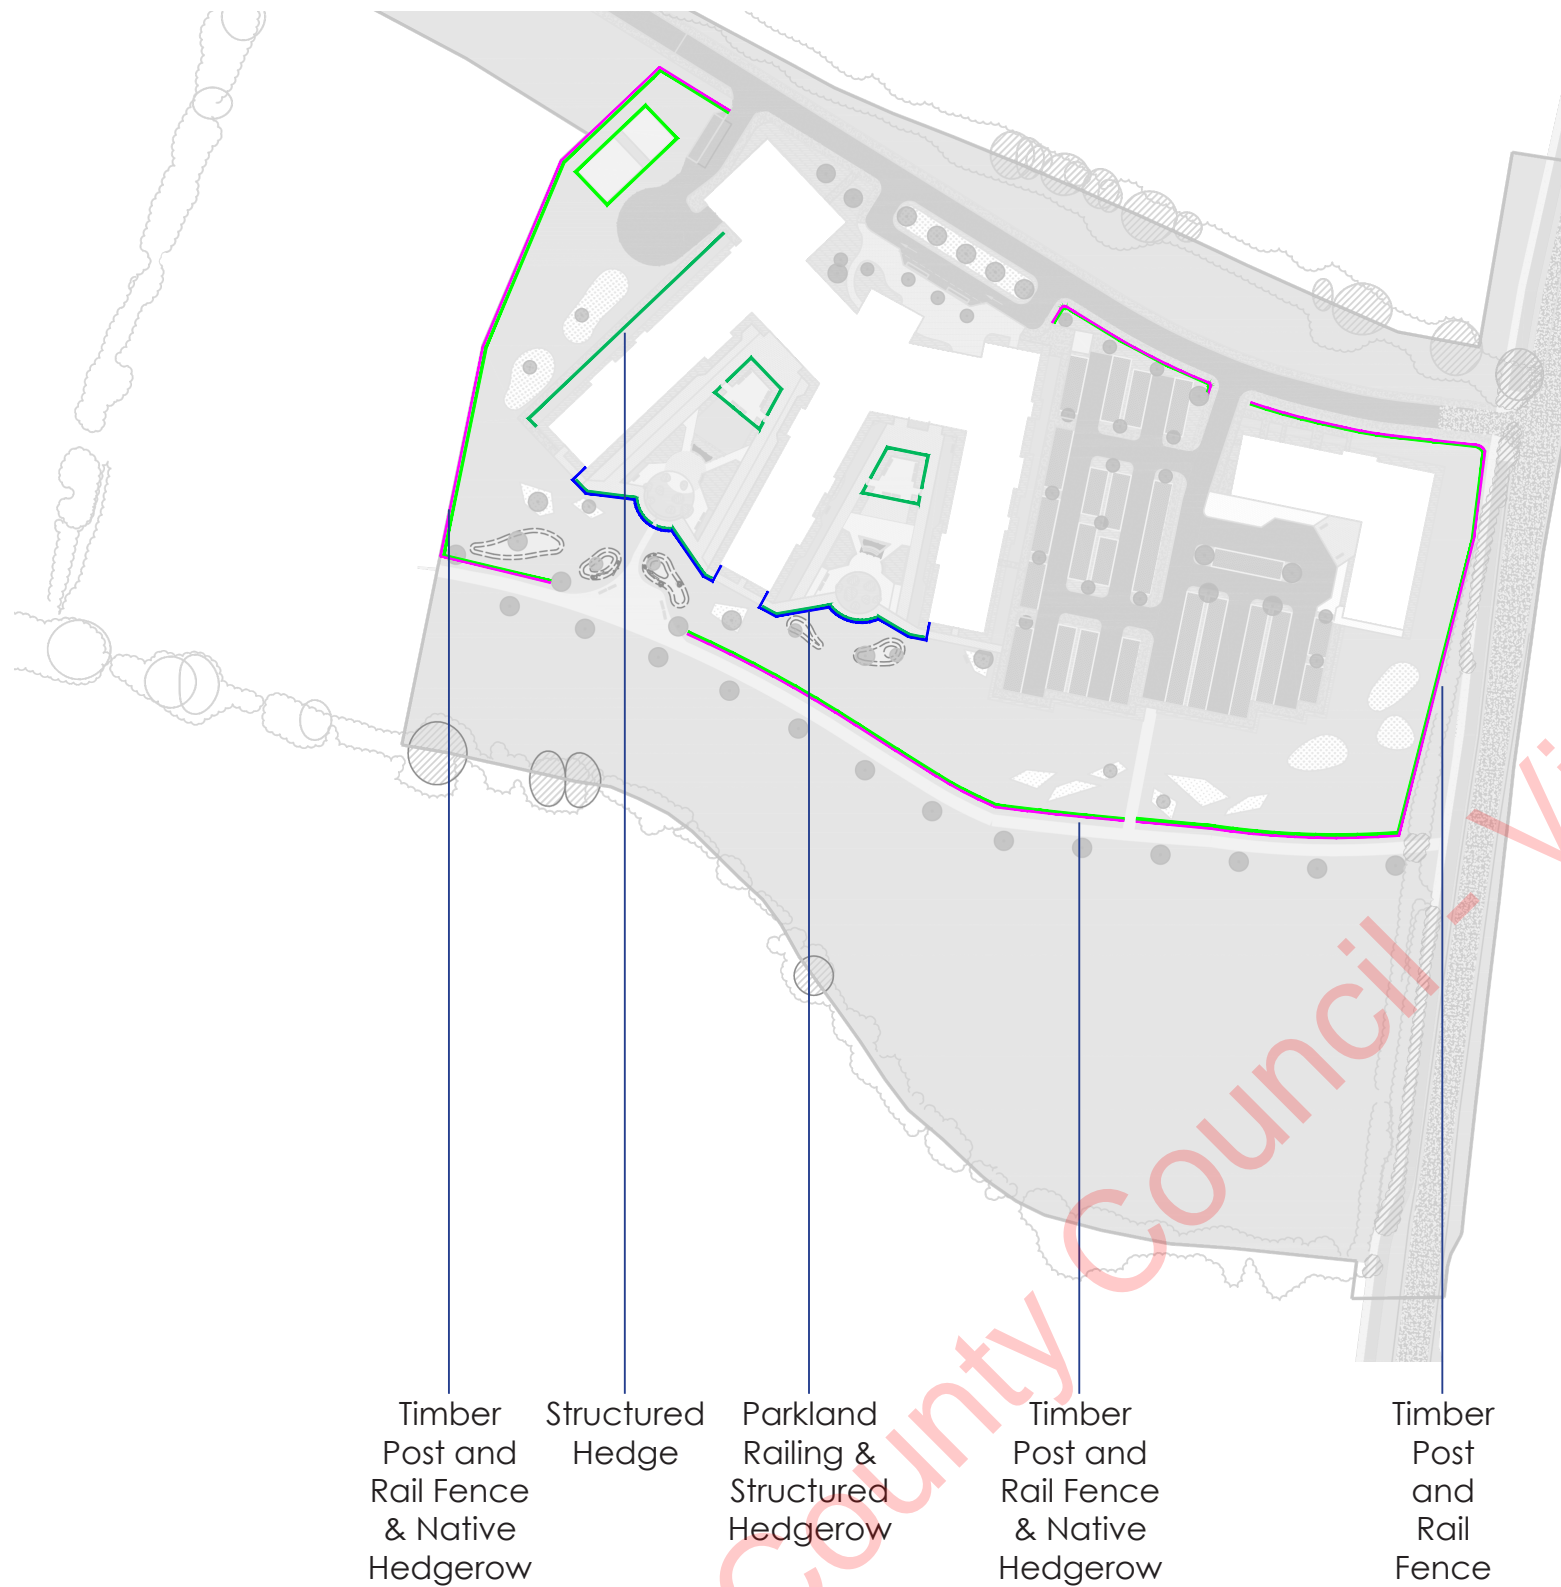 Timber
Post and
Rail Fence
& Native
Hedgerow
Structured
Hedge
Parkland
Railing &
Structured
Hedgerow
Timber
Post and
Rail Fence
& Native
Hedgerow
Timber
Post
and
Rail
Fence
County Council - Vi